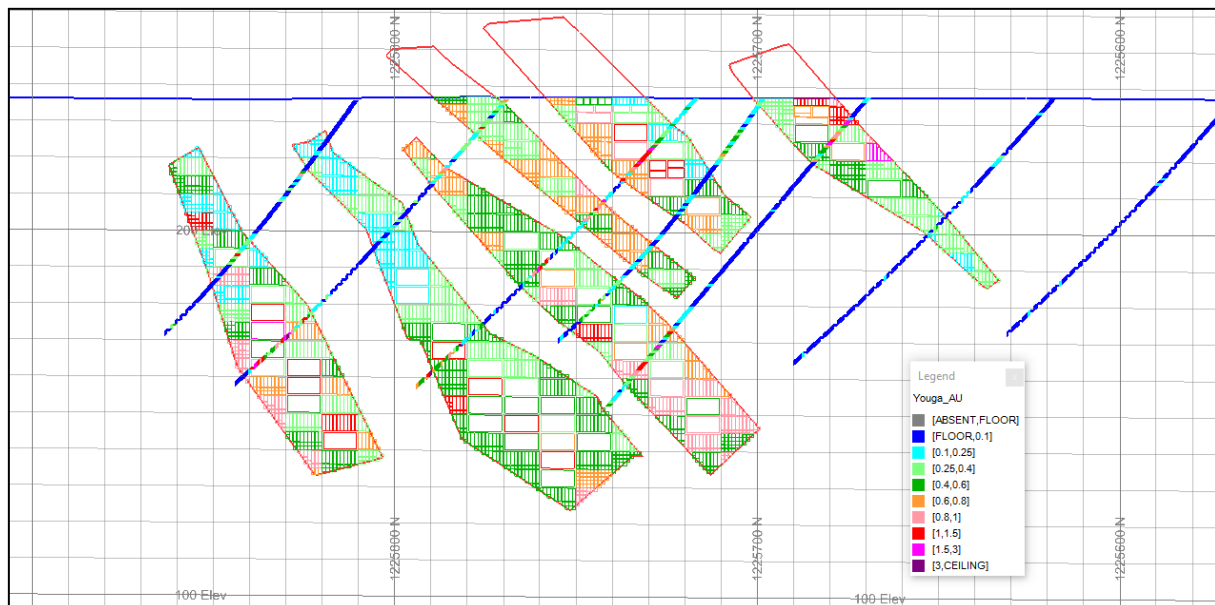 1225800 N
1225700 N
1225600 N
200 Elev
Legend
Youga_AU
[ABSENT,FLOOR]
[FLOOR,0.1]
[0.1,0.25]
[0.25,0.4]
[0.4,0.6]
[0.6,0.8]
[0.8,1]
[1,1.5]
[1.5,3]
[3,CEILING]
1225800 N
1225700 N
1225600 N
100 Elev
100 Elev